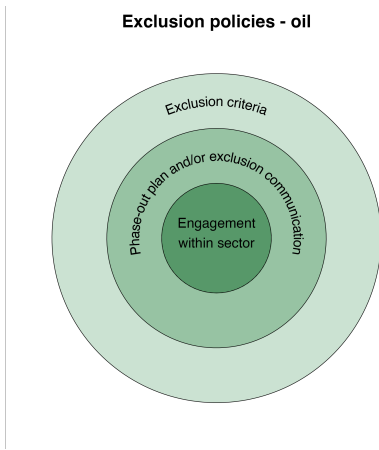 Exclusion policies - oil
Exclusion criteria
Phase-out plan and/or exclusion communication
Engagement
within sector